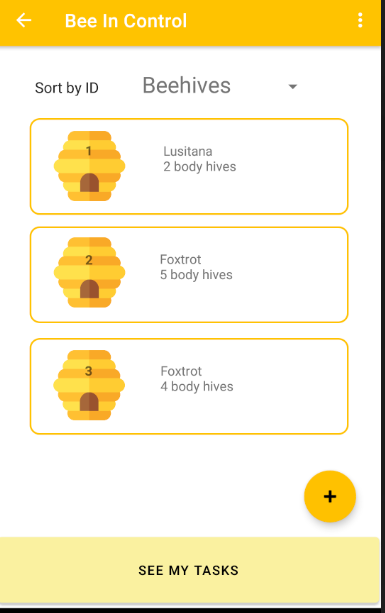 Bee In Control
Sort by ID
Beehives
1
Lusitana
2 body hives
2
Foxtrot
5 body hives
3
Foxtrot
4 body hives
+
SEE MY TASKS